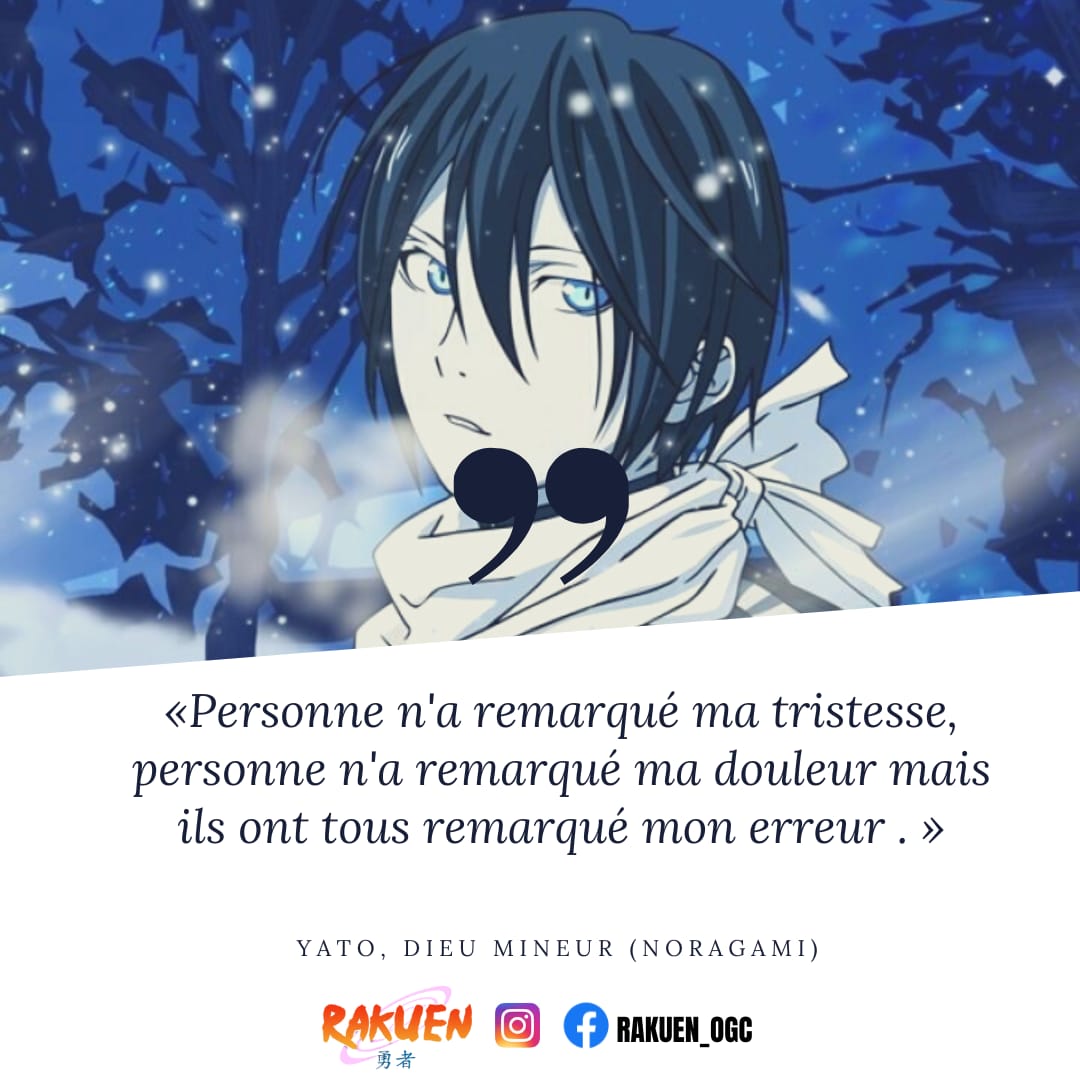 «Personne n'a remarqué ma tristesse,
personne n'a remarqué ma douleur mais
ils ont tous remarqué mon erreur . »
YATO, DIEU MINEUR (NORAGAMI)
RAKUEN
勇者
RAKUEN_OGC